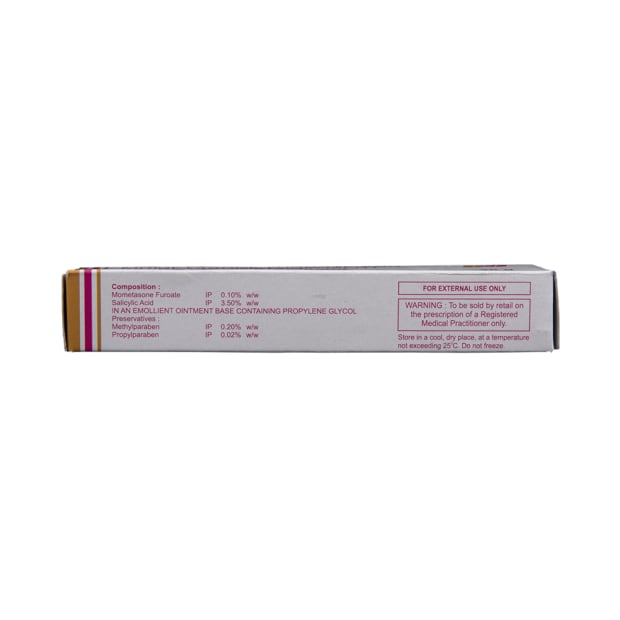 Composition :
Mometasone Furoate IP 0.10% w/w
Salicylic Acid IP 3.50% w/w
IN AN EMOLLIENT OINTMENT BASE CONTAINING PROPYLENE GLYCOL
Preservatives :
Methylparaben IP 0.20% w/w
Propylparaben IP 0.02% w/w
FOR EXTERNAL USE ONLY
WARNING : To be sold by retail on
the prescription of a Registered
Medical Practitioner only.
Store in a cool, dry place, at a temperature
not exceeding 25°C. Do not freeze.